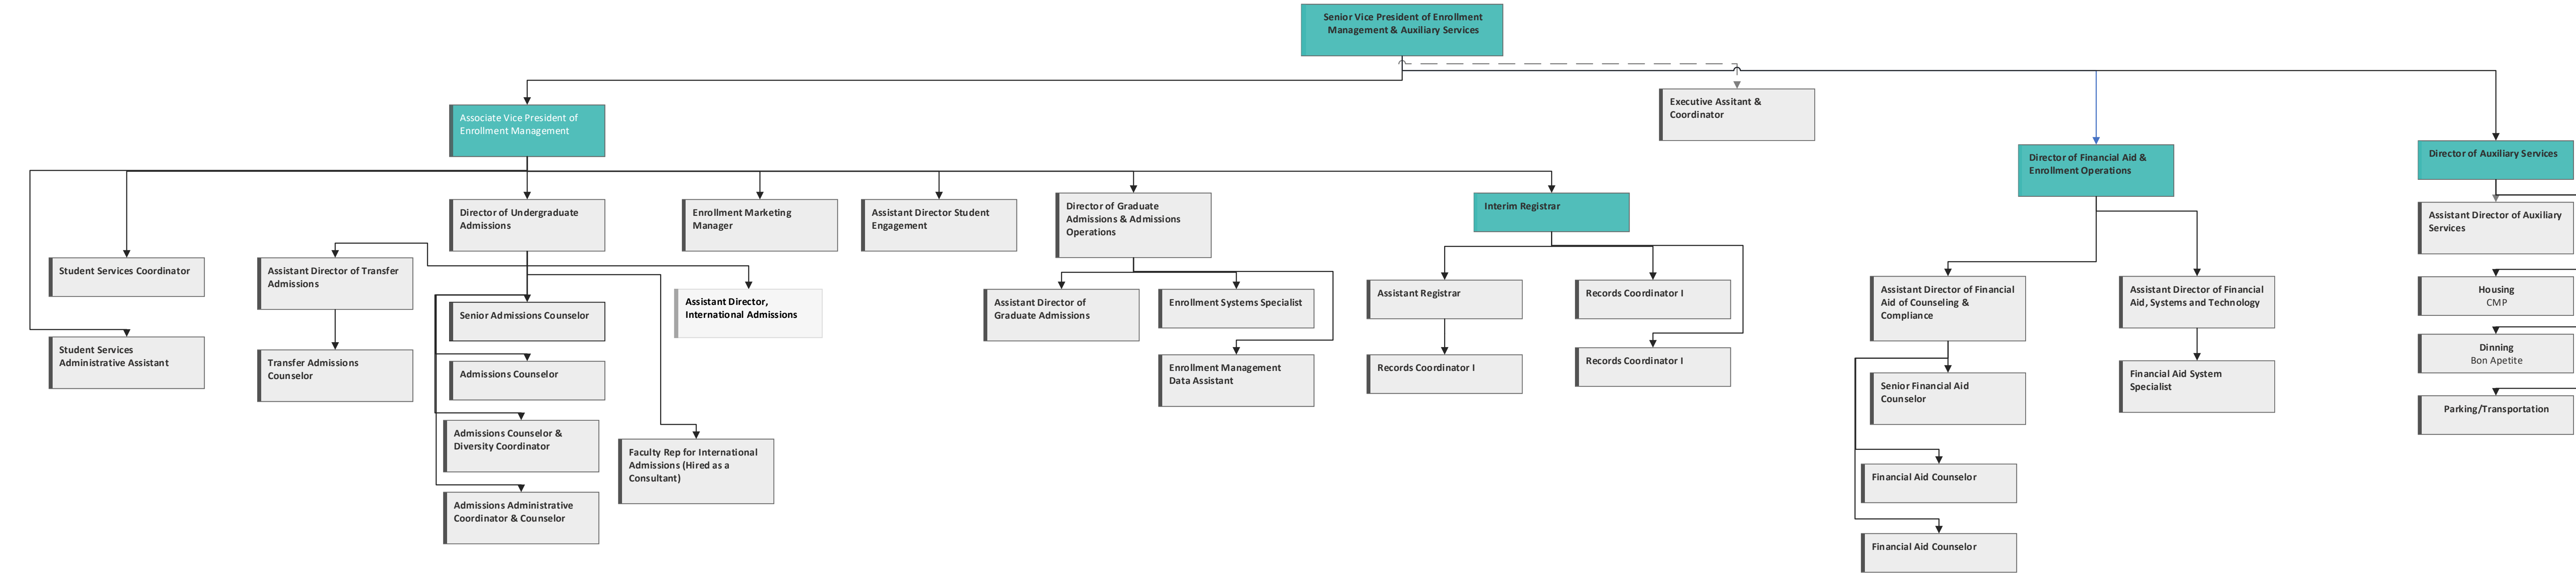 Senior Vice President of Enrollment
Management & Auxiliary Services
Executive Assitant &
Coordinator
Associate Vice President of
Enrollment Management
Director of Financial Aid &
Enrollment Operations
Director of Auxiliary Services
Director of Undergraduate
Admissions
Enrollment Marketing
Manager
Assistant Director Student
Engagement
Director of Graduate
Admissions & Admissions
Operations
Interim Registrar
Assistant Director of Auxiliary
Services
Student Services Coordinator
Assistant Director of Transfer
Admissions
Senior Admissions Counselor
Assistant Director,
International Admissions
Assistant Director of
Graduate Admissions
Enrollment Systems Specialist
Assistant Registrar
Records Coordinator I
Assistant Director of Financial
Aid of Counseling &
Compliance
Assistant Director of Financial
Aid, Systems and Technology
Housing
CMP
Student Services
Administrative Assistant
Transfer Admissions
Counselor
Admissions Counselor
Enrollment Management
Data Assistant
Records Coordinator I
Records Coordinator I
Senior Financial Aid
Counselor
Financial Aid System
Specialist
Dinning
Bon Apetite
Parking/Transportation
Admissions Counselor &
Diversity Coordinator
Faculty Rep for International
Admissions (Hired as a
Consultant)
Financial Aid Counselor
Admissions Administrative
Coordinator & Counselor
Financial Aid Counselor